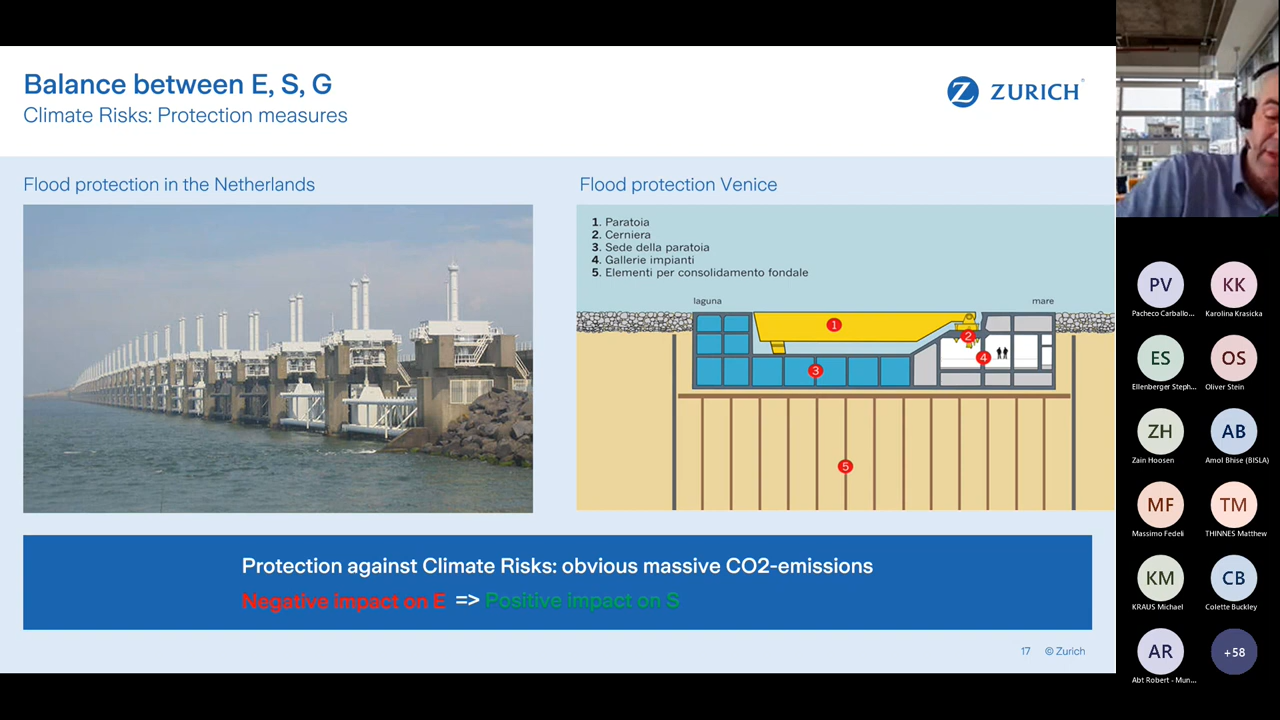 Balance between E, S, G
Climate Risks: Protection measures
ZURICH
Flood protection in the Netherlands
Flood protection Venice
1. Paratoia
2. Cerniera
3. Sede della paratoia
4. Gallerie impianti
5. Elementi per consolidamento fondale
laguna
mare
1
2
4
3
5
Protection against Climate Risks: obvious massive CO2-emissions
Negative impact on E => Positive impact on S
17 © Zurich
PV
KK
Pacheco Carballo...
Karolina Krasicka
ES
OS
Ellenberger Steph...
Oliver Stein
ZH
AB
Zain Hoosen
Amol Bhise (BISLA)
MF
TM
Massimo Fedeli
THINNES Matthew
KM
CB
KRAUS Michael
Colette Buckley
AR
+58
Abt Robert - Mun...